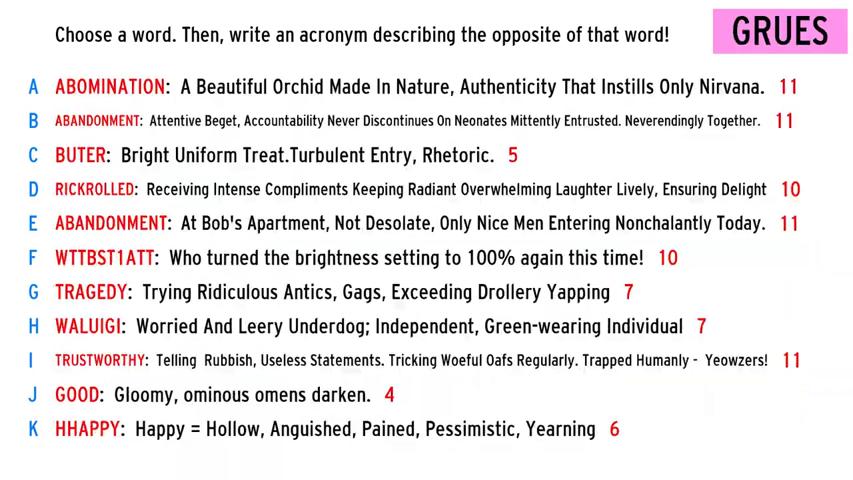 Choose a word. Then, write an acronym describing the opposite of that word!
GRUES
A ABOMINATION: A Beautiful Orchid Made In Nature, Authenticity That Instills Only Nirvana. 11
B ABANDONMENT: Attentive Beget, Accountability Never Discontinues On Neonates Mittently Entrusted. Neverendingly Together. 11
C BUTER: Bright Uniform Treat.Turbulent Entry, Rhetoric. 5
D RICKROLLED: Receiving Intense Compliments Keeping Radiant Overwhelming Laughter Lively, Ensuring Delight 10
E ABANDONMENT: At Bob's Apartment, Not Desolate, Only Nice Men Entering Nonchalantly Today. 11
F WTTBST1ATT: Who turned the brightness setting to 100% again this time! 10
G TRAGEDY: Trying Ridiculous Antics, Gags, Exceeding Drollery Yapping 7
H WALUIGI: Worried And Leery Underdog; Independent, Green-wearing Individual 7
I TRUSTWORTHY: Telling Rubbish, Useless Statements. Tricking Woeful Oafs Regularly. Trapped Humanly - Yeowzers! 11
J GOOD: Gloomy, ominous omens darken. 4
K HHAPPY: Happy = Hollow, Anguished, Pained, Pessimistic, Yearning 6